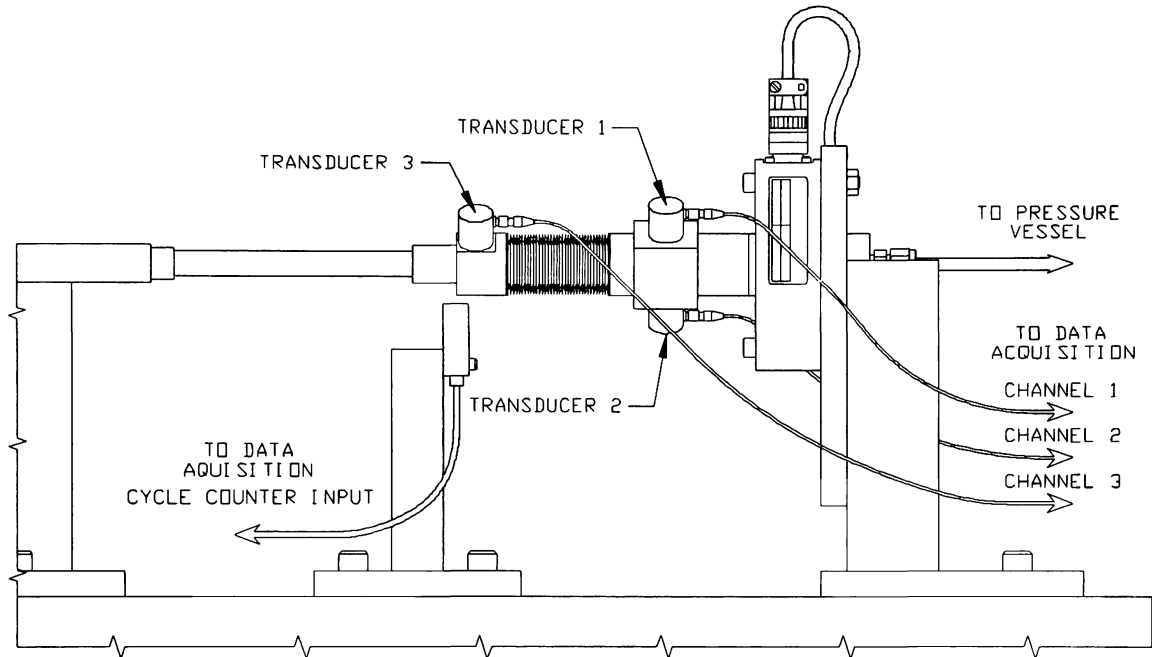 TRANSDUCER 1
TRANSDUCER 3
TO PRESSURE
VESSEL
TO DATA
ACQUISITION
CHANNEL 1
TRANSDUCER 2
CHANNEL 2
TO DATA
AQUISITION
CYCLE COUNTER INPUT
CHANNEL 3